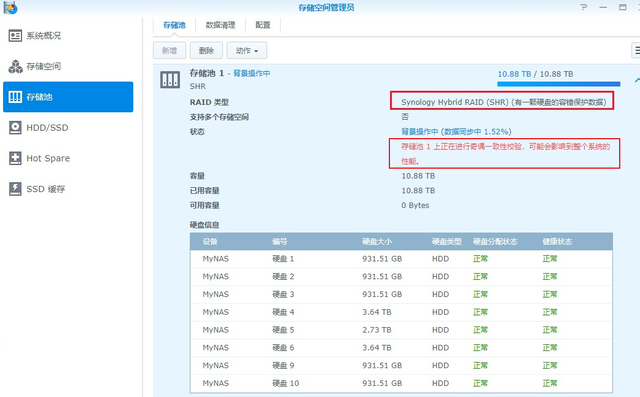 存储空间管理员
系统概况
存储空间
存储池
HDD/SSD
Hot Spare
SSD 缓存
存储池 数据清理 配置
新增 删除 动作
存储池 1 - 背景操作中 10.88 TB / 10.88 TB
SHR
RAID 类型 Synology Hybrid RAID (SHR) (有一颗硬盘的容错保护数据)
支持多个存储空间 否
状态 背景操作中 (数据同步中 1.52%)
存储池 1 上正在进行奇偶一致性校验，可能会影响到整个系统的
性能。
容量 10.88 TB
已用容量 10.88 TB
可用容量 0 Bytes
硬盘信息
设备 编号 硬盘大小 硬盘类型 硬盘分配状态 健康状态
MyNAS 硬盘 1 931.51 GB HDD 正常 正常
MyNAS 硬盘 2 931.51 GB HDD 正常 正常
MyNAS 硬盘 3 931.51 GB HDD 正常 正常
MyNAS 硬盘 4 3.64 TB HDD 正常 正常
MyNAS 硬盘 5 2.73 TB HDD 正常 正常
MyNAS 硬盘 6 3.64 TB HDD 正常 正常
MyNAS 硬盘 9 931.51 GB HDD 正常 正常
MyNAS 硬盘 10 931.51 GB HDD 正常 正常